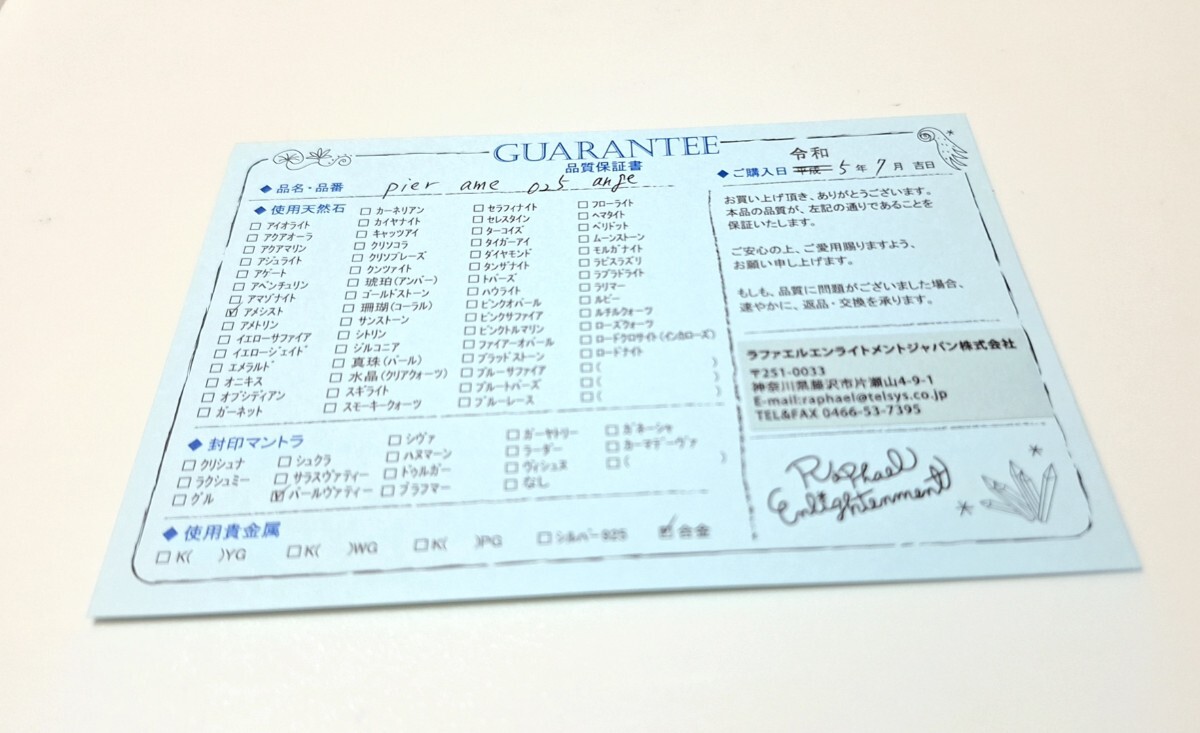 GUARANTEE
品質保証書
◆ 品名・品番 pier ame 025 ange
◆ 使用天然石
□ アイオライト
□ アクアオーラ
□ アクアマリン
□ アジュライト
□ アゲート
□ アベンチュリン
□ アマゾナイト
☑ アメシスト
□ アメトリン
□ イエローサファイア
□ イエロージェイド
□ エメラルド
□ オニキス
□ オブシディアン
□ ガーネット
□ カーネリアン
□ カイヤナイト
□ キャッツアイ
□ クリソコラ
□ クリソプレーズ
□ クンツァイト
□ 琥珀(アンバー)
□ ゴールドストーン
□ 珊瑚(コーラル)
□ サンストーン
□ シトリン
□ ジルコニア
□ 真珠(パール)
□ 水晶(クリアクォーツ)
□ スギライト
□ スモーキークォーツ
□ セラフィナイト
□ セレスタイン
□ ターコイズ
□ タイガーアイ
□ ダイヤモンド
□ タンザナイト
□ トパーズ
□ ハウライト
□ ピンクオパール
□ ピンクサファイア
□ ピンクトルマリン
□ ファイアーオパール
□ ブラッドストーン
□ ブルーサファイア
□ ブルートパーズ
□ ブルーレース
□ フローライト
□ ヘマタイト
□ ペリドット
□ ムーンストーン
□ モルガナイト
□ ラピスラズリ
□ ラブラドライト
□ ラリマー
□ ルビー
□ ルチルクォーツ
□ ローズクォーツ
□ ロードクロサイト(インカローズ)
□ ロードナイト
□ ( )
□ ( )
□ ( )
◆ 封印マントラ
□ クリシュナ
□ ラクシュミー
□ グル
□ シュクラ
□ サラスヴァティー
☑ パールヴァティー
□ シヴァ
□ ハヌマーン
□ ドゥルガー
□ ブラフマー
□ ガーヤトリー
□ ラーダー
□ ヴィシュヌ
□ なし
□ ガネーシャ
□ カーマデーヴァ
□ ( )
◆ 使用貴金属
□ K( )YG □ K( )WG □ K( )PG □ シルバー925 ☑ 合金
令和
◆ ご購入日 平成 5 年 7 月 吉日
お買い上げ頂き、ありがとうございます。
本品の品質が、左記の通りであることを
保証いたします。
ご安心の上、ご愛用賜りますよう、
お願い申し上げます。
もしも、品質に問題がございました場合、
速やかに、返品・交換を承ります。
ラファエルエンライトメントジャパン株式会社
〒251-0033
神奈川県藤沢市片瀬山4-9-1
E-mail:raphael@telsys.co.jp
TEL&FAX 0466-53-7395
Raphael
Enlightenment